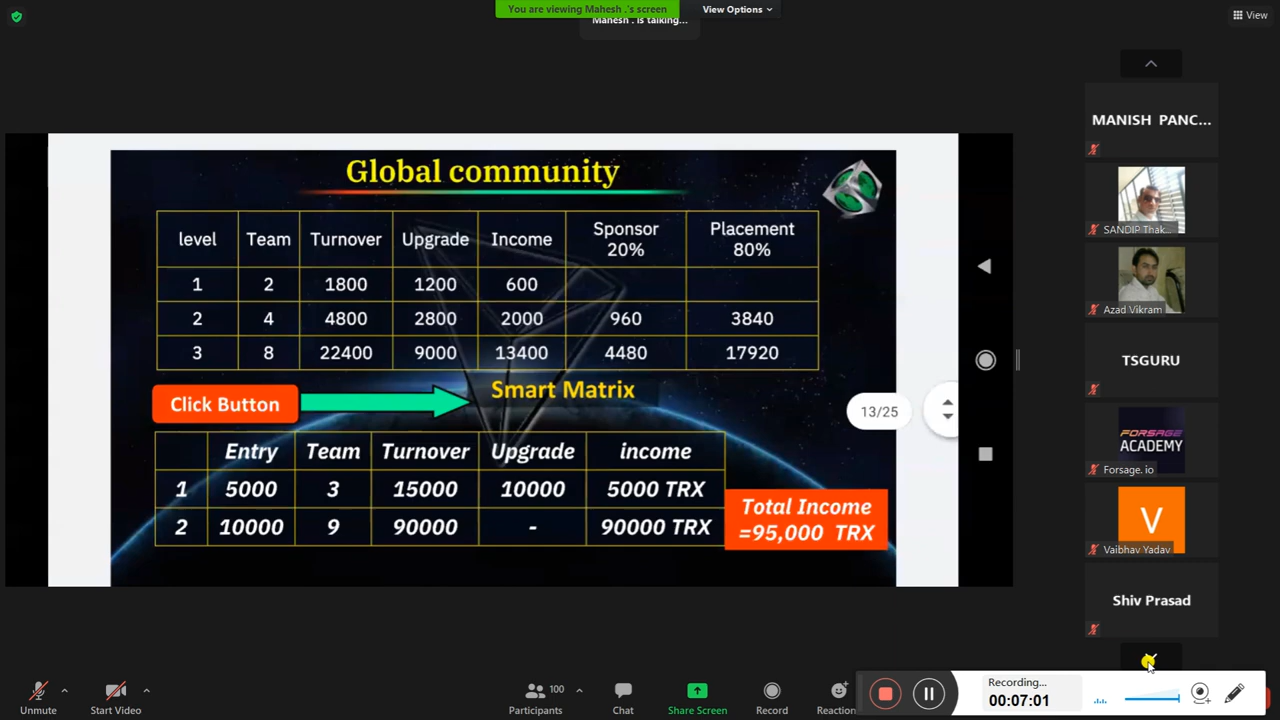 You are viewing Mahesh .'s screen
View Options
View
Mahesh . is talking...
MANISH PANC...
Global community
level Team Turnover Upgrade Income Sponsor 20% Placement 80%
1 2 1800 1200 600
2 4 4800 2800 2000 960 3840
3 8 22400 9000 13400 4480 17920
SANDIP Thak...
Azad Vikram
TSGURU
Click Button
Smart Matrix
13/25
Entry Team Turnover Upgrade income
1 5000 3 15000 10000 5000 TRX
2 10000 9 90000 - 90000 TRX
Total Income
=95,000 TRX
FORSAGE
ACADEMY
Forsage. io
V
Vaibhav Yadav
Shiv Prasad
Unmute
Start Video
Participants
100
Chat
Share Screen
Record
Reaction
Recording...
00:07:01